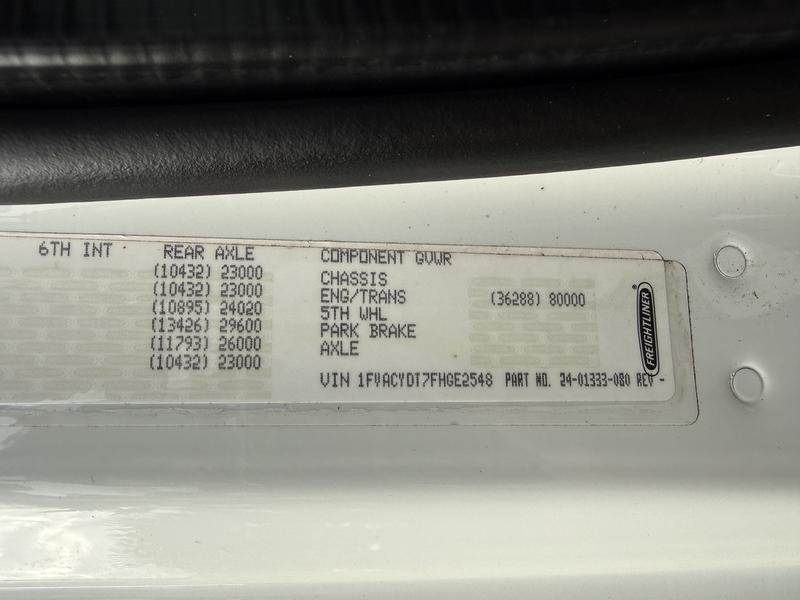 6TH INT REAR AXLE COMPONENT GVWR
(10432) 23000 CHASSIS
(10432) 23000 ENG/TRANS (36288) 80000
(10895) 24020 5TH WHL
(13426) 29600 PARK BRAKE
(11793) 26000 AXLE
(10432) 23000
VIN 1FVACYDT7FHGE2548 PART NO. 24-01333-080 REV -
FREIGHTLINER